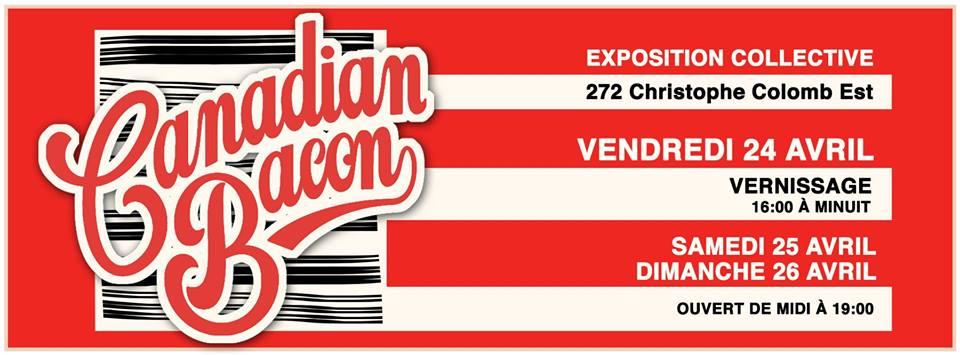 Canadian
Bacon
EXPOSITION COLLECTIVE
272 Christophe Colomb Est
VENDREDI 24 AVRIL
VERNISSAGE
16:00 À MINUIT
SAMEDI 25 AVRIL
DIMANCHE 26 AVRIL
OUVERT DE MIDI À 19:00